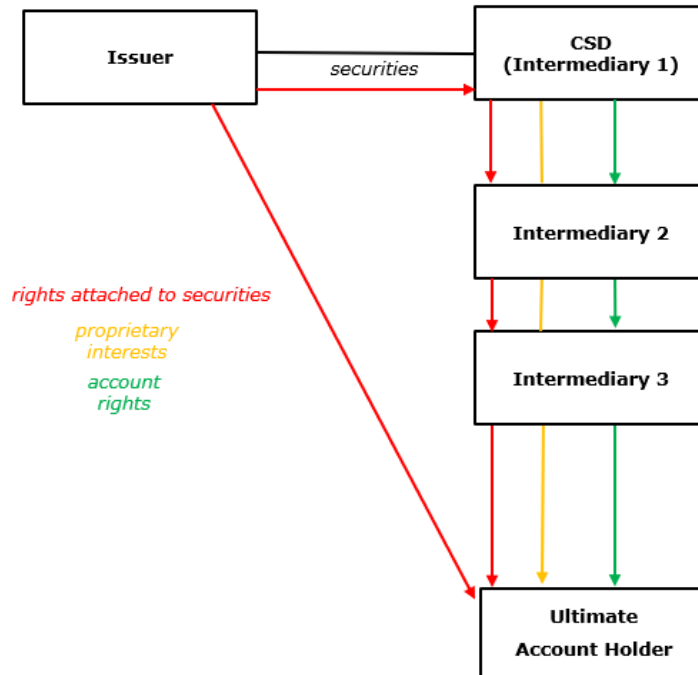 Issuer
securities
CSD
(Intermediary 1)
Intermediary 2
rights attached to securities
proprietary
interests
account
rights
Intermediary 3
Ultimate
Account Holder